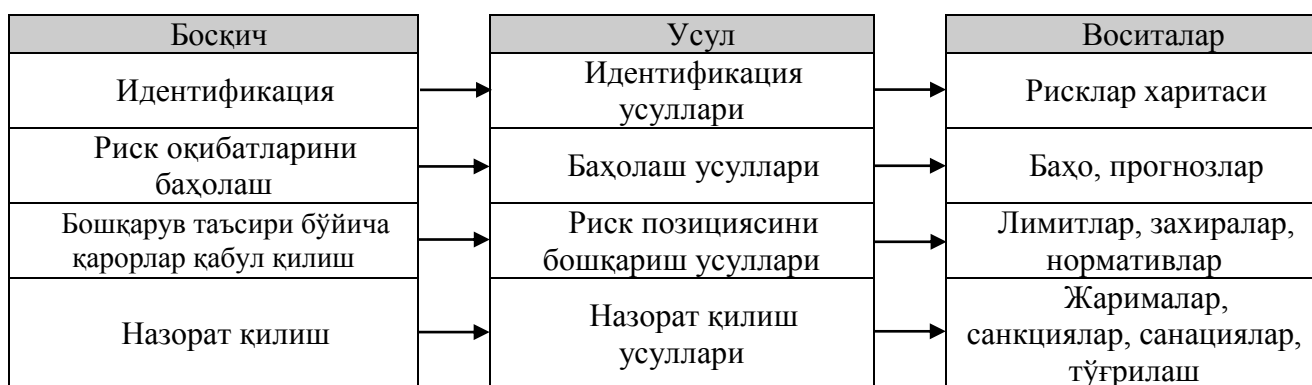 Босқич
Усул
Воситалар
Идентификация
Идентификация
усуллари
Рисклар харитаси
Риск оқибатларини
баҳолаш
Баҳолаш усуллари
Баҳо, прогнозлар
Бошқарув таъсири бўйича
қарорлар қабул қилиш
Риск позициясини
бошқариш усуллари
Лимитлар, захиралар,
нормативлар
Назорат қилиш
Назорат қилиш
усуллари
Жарималар,
санкциялар, санациялар,
тўғрилаш